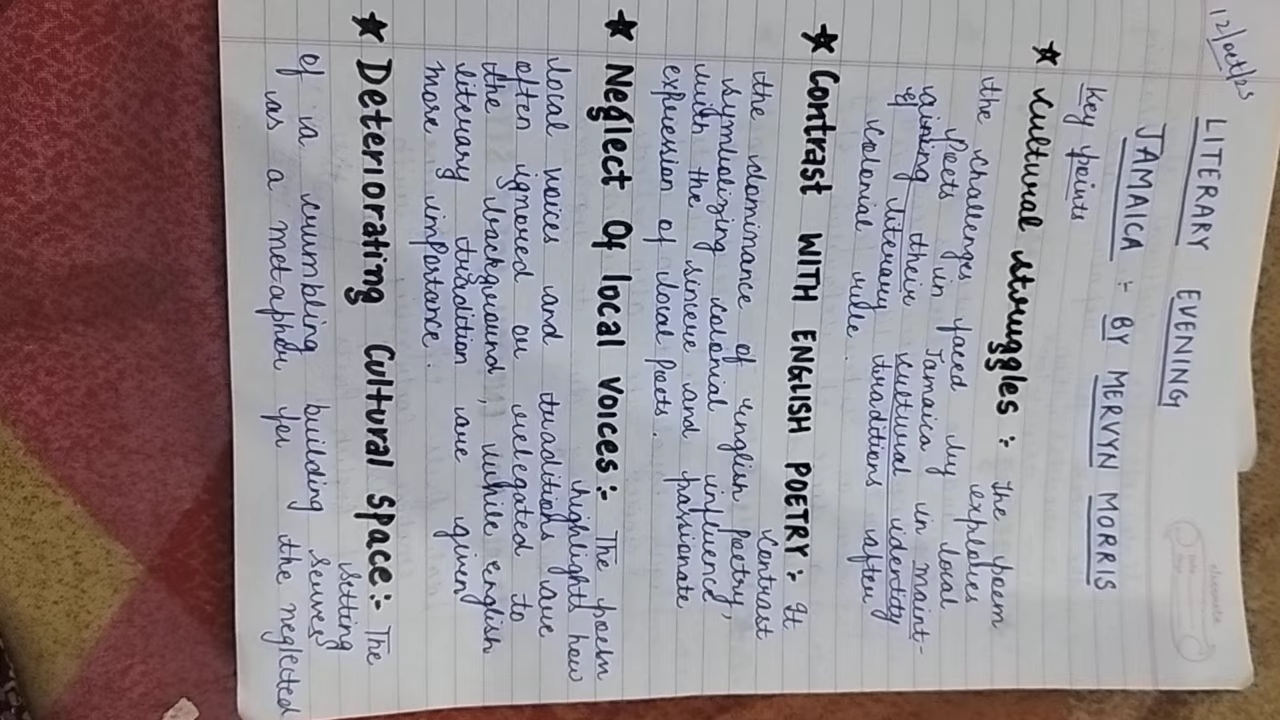 12/oct/25
LITERARY EVENING
JAMAICA :- BY MERVYN MORRIS
Key points
★ cultural struggles :- The poem explores
the challenges faced by local
poets in Jamaica in maint-
aining their cultural identity
of literary traditions after
colonial rule.
★ Contrast WITH ENGLISH POETRY :- It contrast
the dominance of english poetry,
symbolizing colonial influence
with the sincere and passionate
expression of local poets.
★ Neglect Of local voices :- The poem highlights how
local voices and traditions are
often ignored or relegated to
the background, while english
literary tradition are given
more importance.
★ Deteriorating Cultural Space :- The setting
of a crumbling building serves
as a metaphor for the neglected